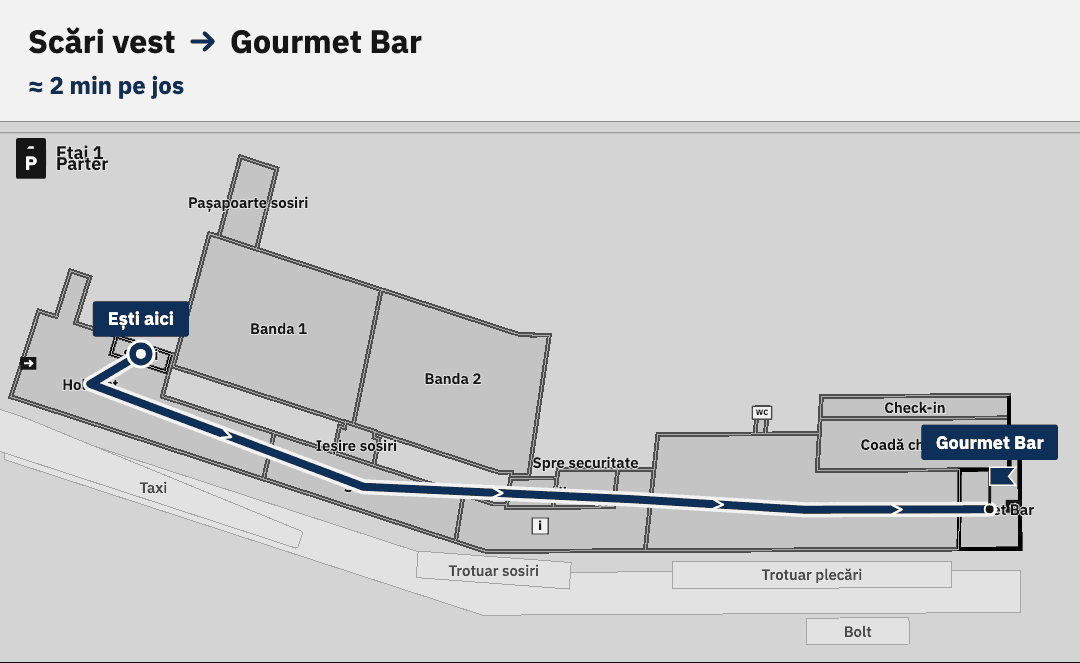 Scări vest → Gourmet Bar
≈ 2 min pe jos
P
Etaj 1
Parter
Pașapoarte sosiri
Ești aici
Banda 1
Banda 2
Ieșire sosiri
Spre securitate
wc
Check-in
Gourmet Bar
Taxi
i
Trotuar sosiri
Trotuar plecări
Bolt